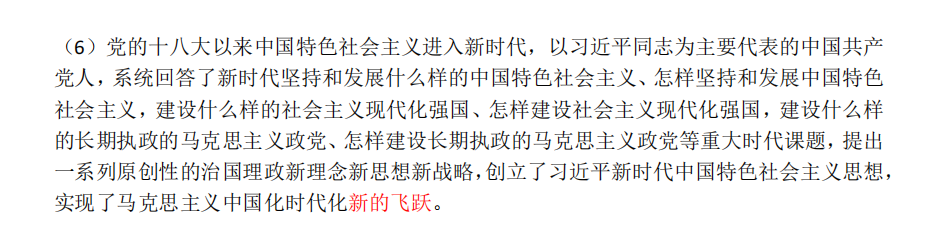 （6）党的十八大以来中国特色社会主义进入新时代，以习近平同志为主要代表的中国共产
党人，系统回答了新时代坚持和发展什么样的中国特色社会主义、怎样坚持和发展中国特色
社会主义，建设什么样的社会主义现代化强国、怎样建设社会主义现代化强国，建设什么样
的长期执政的马克思主义政党、怎样建设长期执政的马克思主义政党等重大时代课题，提出
一系列原创性的治国理政新理念新思想新战略，创立了习近平新时代中国特色社会主义思想，
实现了马克思主义中国化时代化新的飞跃。